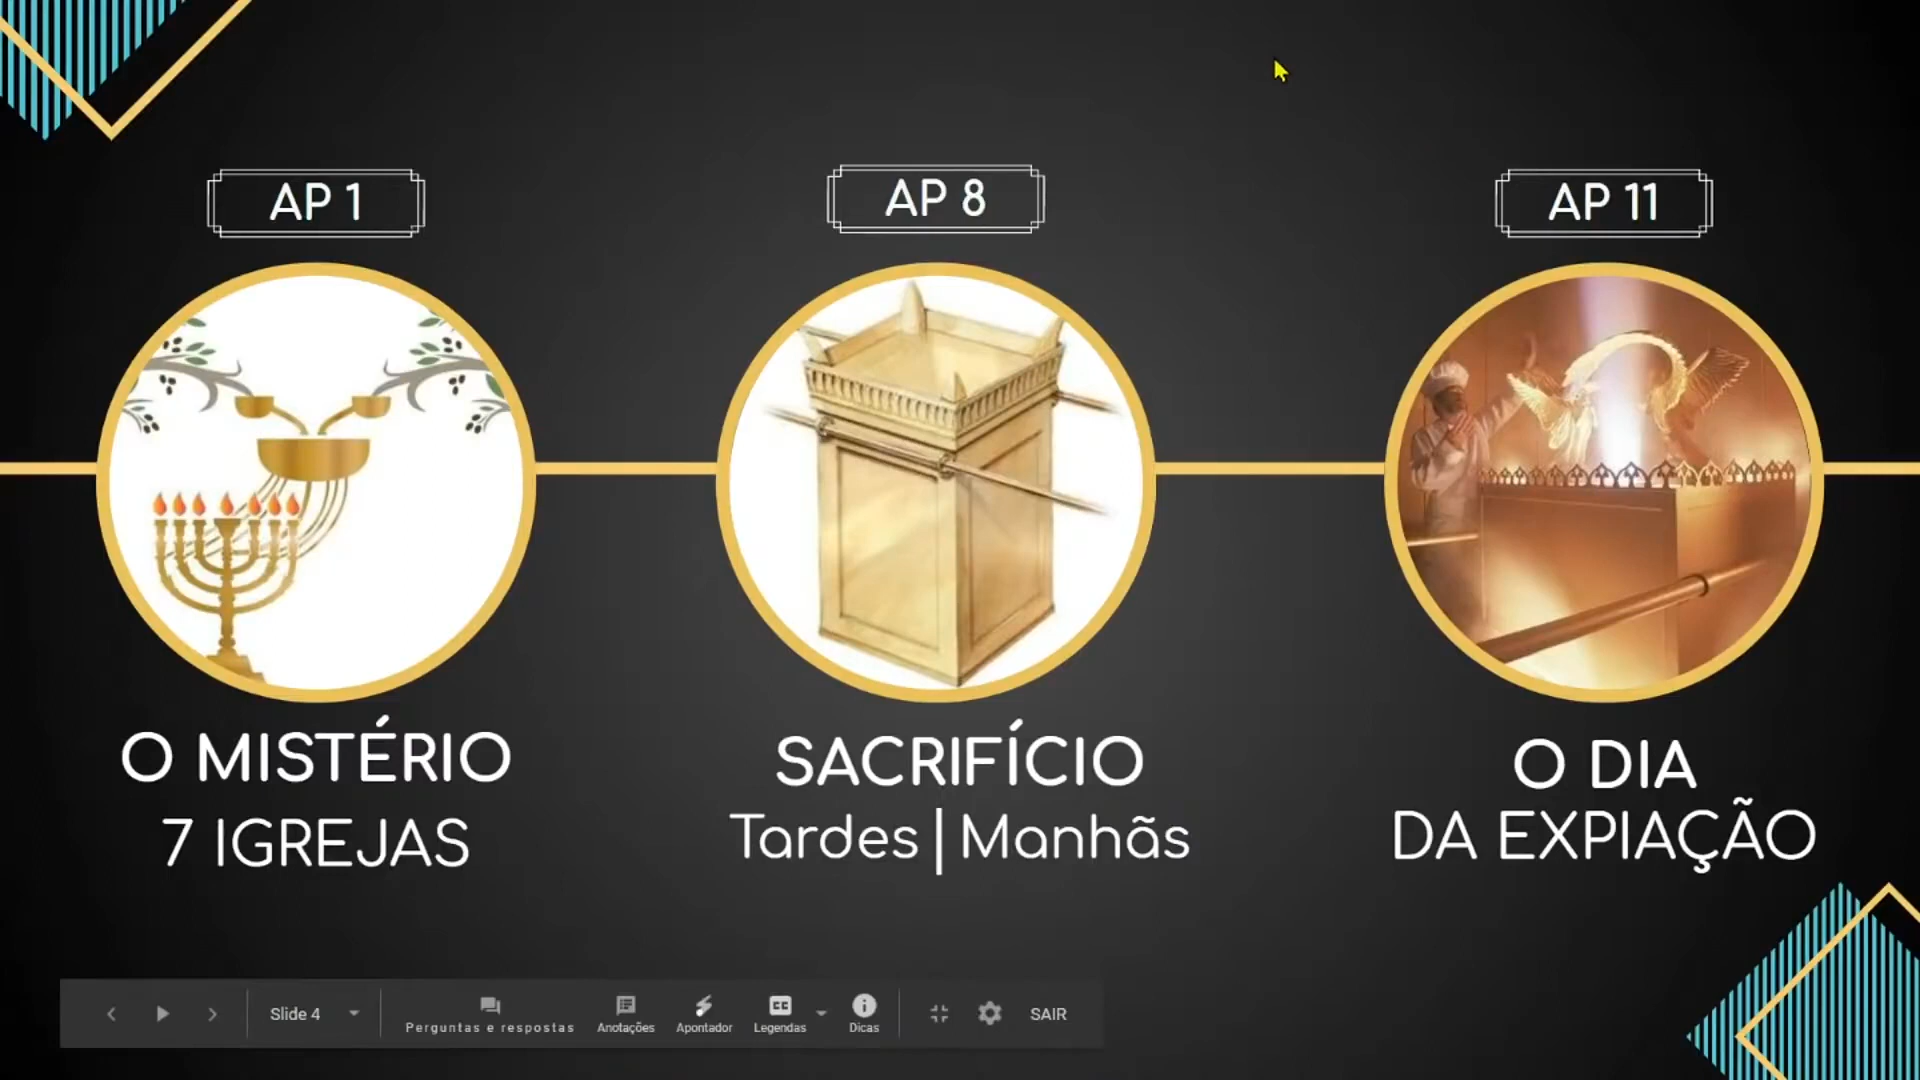 AP 1
AP 8
AP 11
O MISTÉRIO
7 IGREJAS
SACRIFÍCIO
Tardes | Manhãs
O DIA
DA EXPIAÇÃO
Slide 4
Perguntas e respostas
Anotações
Apontador
CC
Legendas
Dicas
SAIR